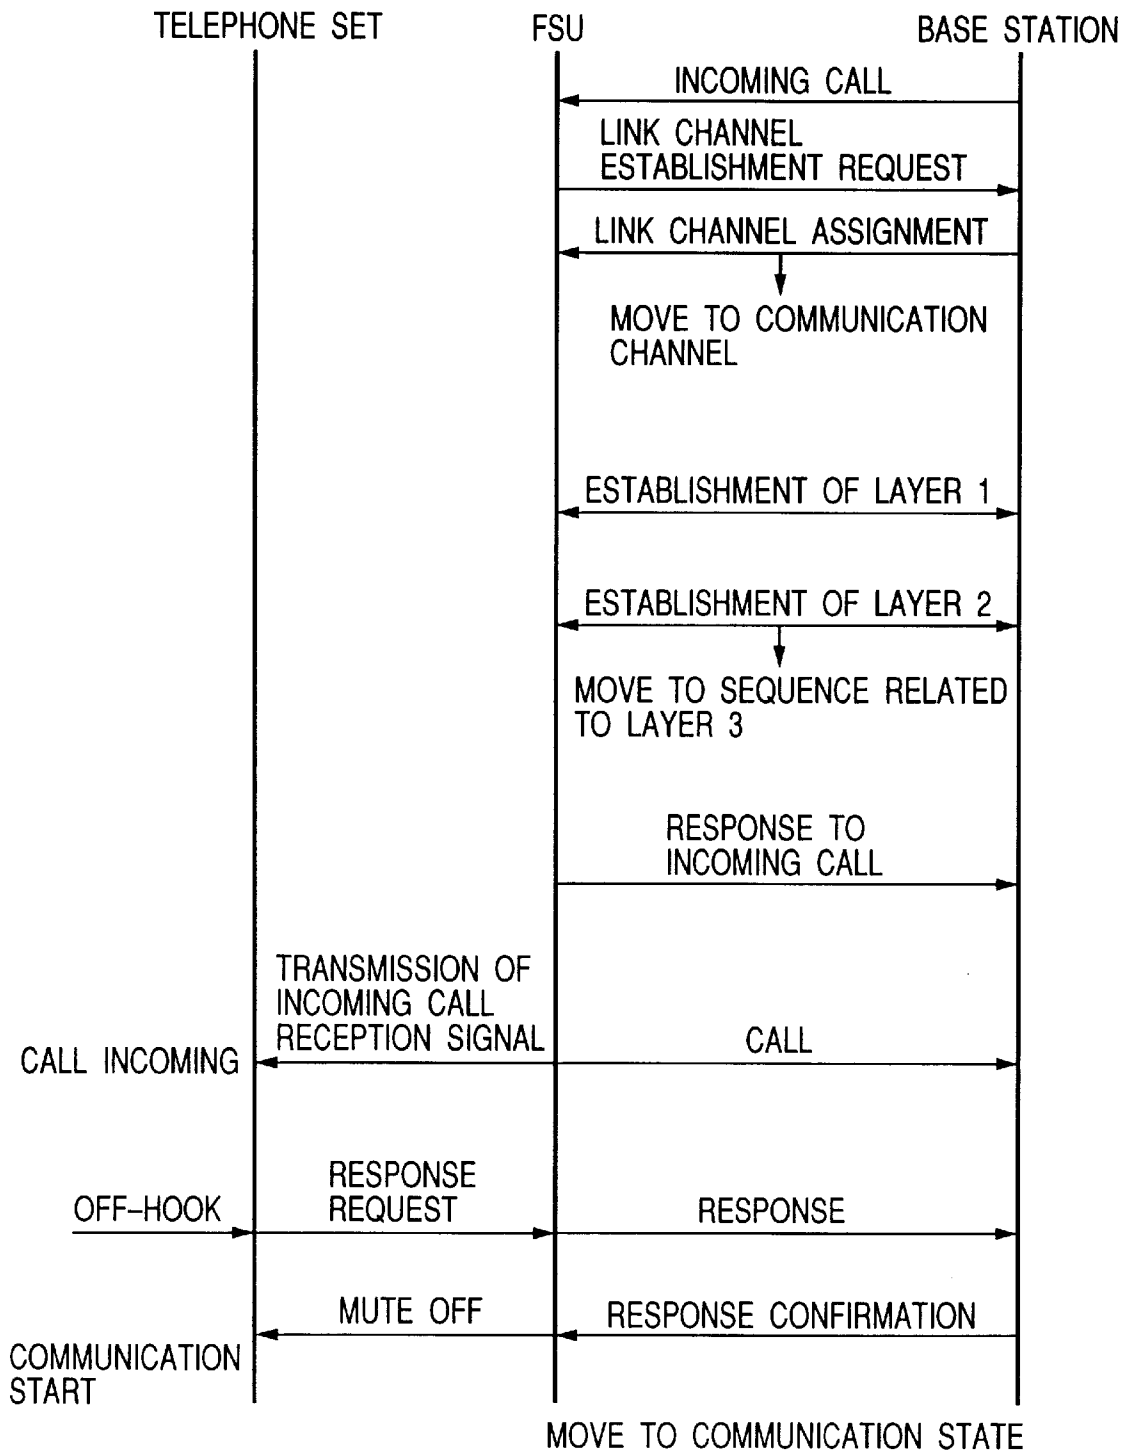 TELEPHONE SET
FSU
BASE STATION
INCOMING CALL
LINK CHANNEL
ESTABLISHMENT REQUEST
LINK CHANNEL ASSIGNMENT
MOVE TO COMMUNICATION
CHANNEL
ESTABLISHMENT OF LAYER 1
ESTABLISHMENT OF LAYER 2
MOVE TO SEQUENCE RELATED
TO LAYER 3
RESPONSE TO
INCOMING CALL
TRANSMISSION OF
INCOMING CALL
RECEPTION SIGNAL
CALL
CALL INCOMING
RESPONSE
REQUEST
OFF-HOOK
RESPONSE
MUTE OFF
RESPONSE CONFIRMATION
COMMUNICATION
START
MOVE TO COMMUNICATION STATE